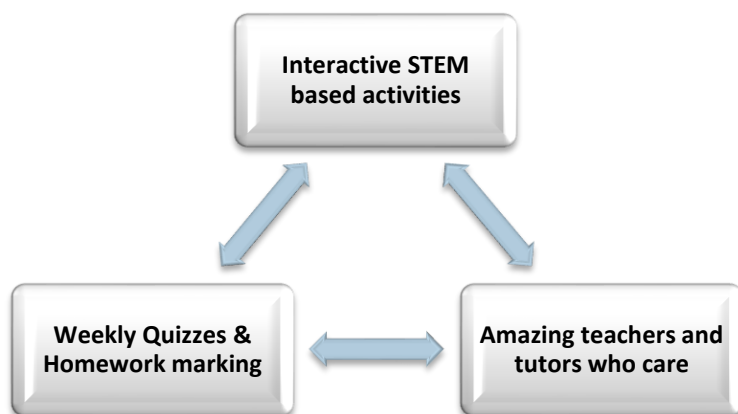 Interactive STEM
based activities
Weekly Quizzes &
Homework marking
Amazing teachers and
tutors who care